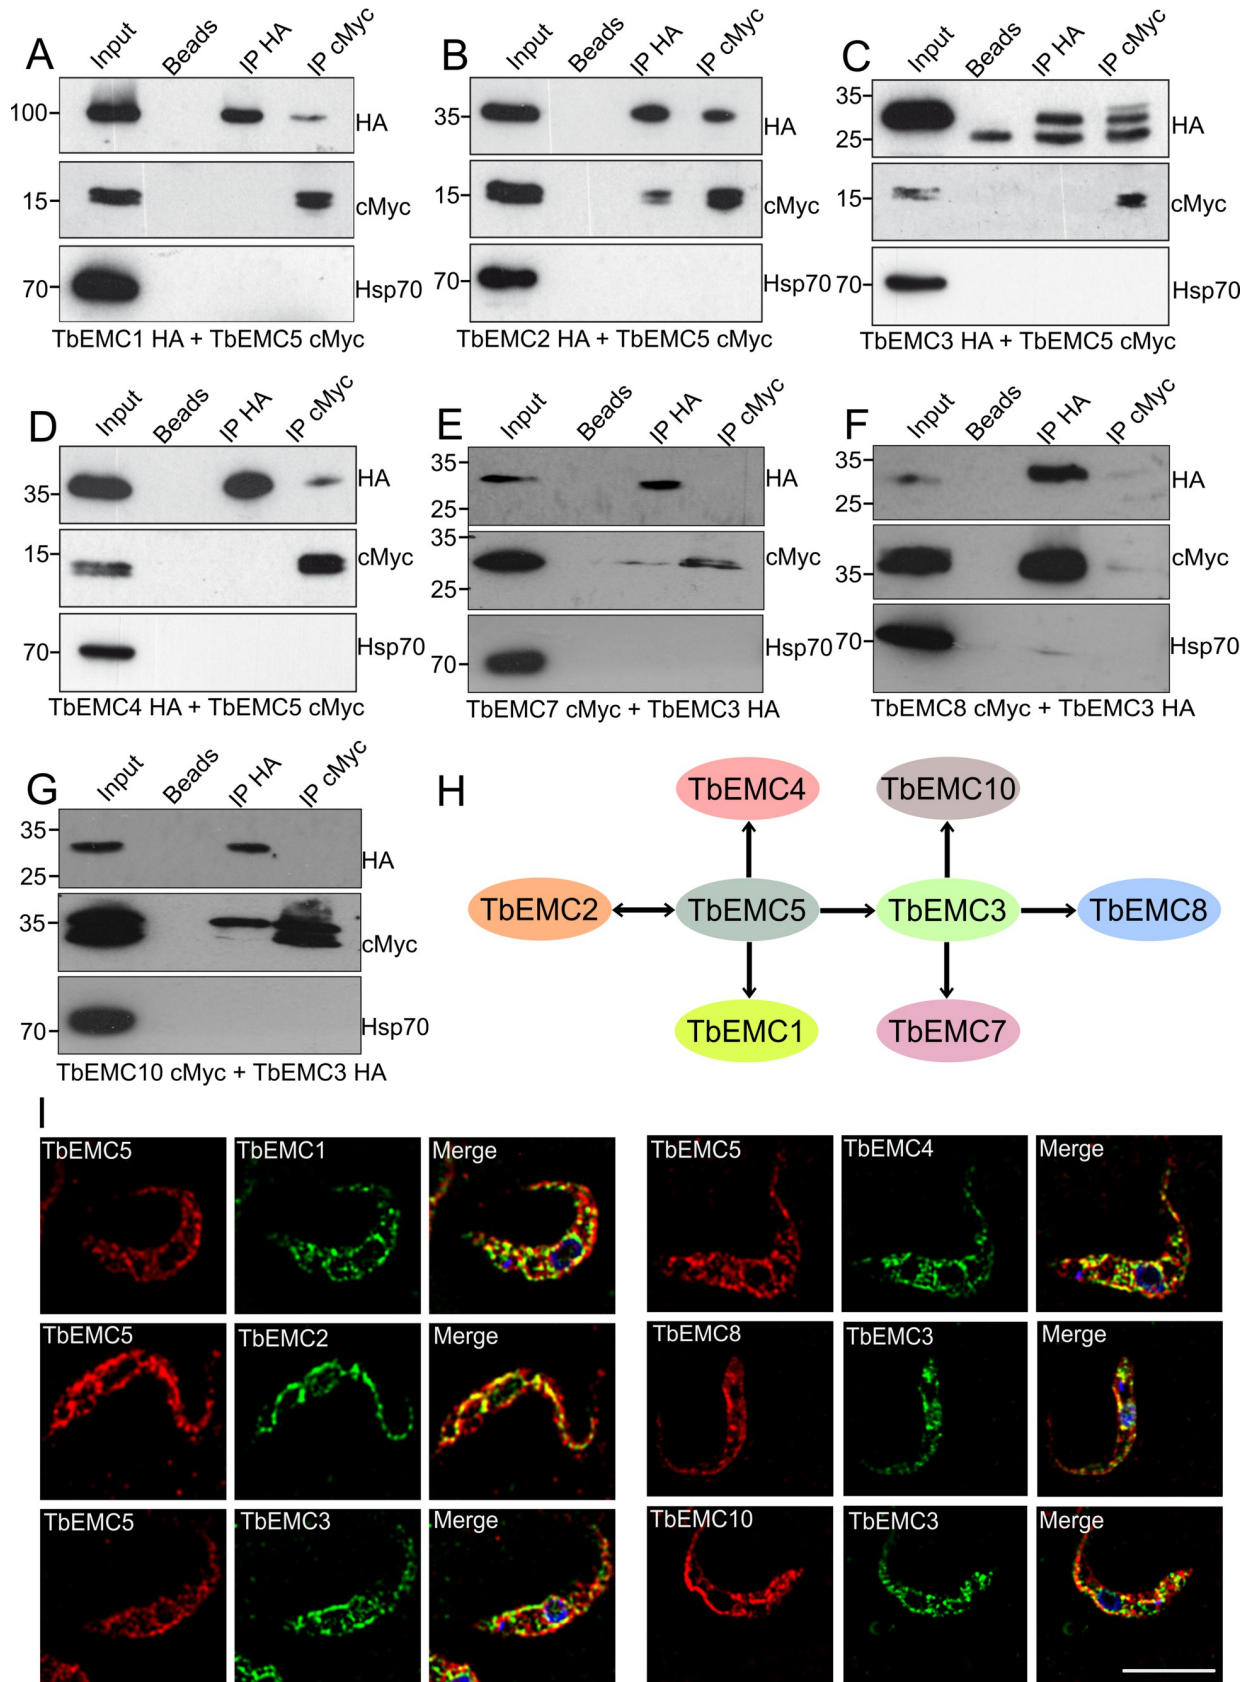 A
Input Beads IP HA IP cMyc
100 HA
15 cMyc
70 Hsp70
TbEMC1 HA + TbEMC5 cMyc
B
Input Beads IP HA IP cMyc
35 HA
15 cMyc
70 Hsp70
TbEMC2 HA + TbEMC5 cMyc
C
Input Beads IP HA IP cMyc
35
25 HA
15 cMyc
70 Hsp70
TbEMC3 HA + TbEMC5 cMyc
D
Input Beads IP HA IP cMyc
35 HA
15 cMyc
70 Hsp70
TbEMC4 HA + TbEMC5 cMyc
E
Input Beads IP HA IP cMyc
35 HA
25
35 cMyc
25
70 Hsp70
TbEMC7 cMyc + TbEMC3 HA
F
Input Beads IP HA IP cMyc
35 HA
25
35 cMyc
70 Hsp70
TbEMC8 cMyc + TbEMC3 HA
G
Input Beads IP HA IP cMyc
35
25 HA
35 cMyc
70 Hsp70
TbEMC10 cMyc + TbEMC3 HA
H
TbEMC4 TbEMC10
TbEMC2 TbEMC5 TbEMC3 TbEMC8
TbEMC1 TbEMC7
I
TbEMC5 TbEMC1 Merge TbEMC5 TbEMC4 Merge
TbEMC5 TbEMC2 Merge TbEMC8 TbEMC3 Merge
TbEMC5 TbEMC3 Merge TbEMC10 TbEMC3 Merge